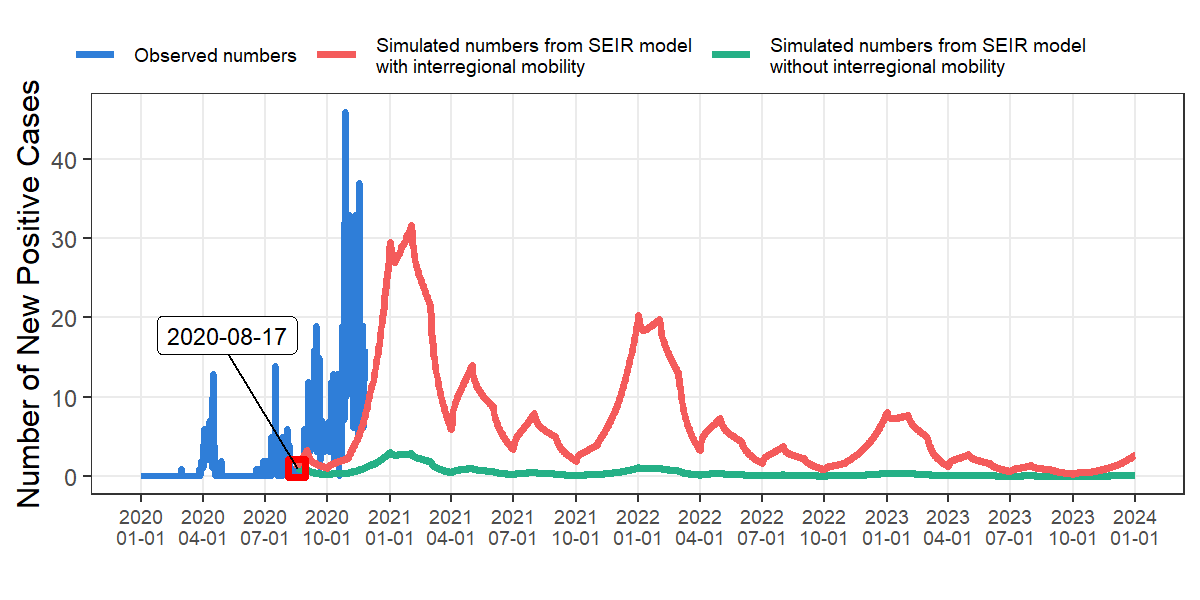 Observed numbers
Simulated numbers from SEIR model
with interregional mobility
Simulated numbers from SEIR model
without interregional mobility
Number of New Positive Cases
40
30
20
10
0
2020-08-17
2020 2020 2020 2020 2021 2021 2021 2021 2022 2022 2022 2022 2023 2023 2023 2023 2024
01-01 04-01 07-01 10-01 01-01 04-01 07-01 10-01 01-01 04-01 07-01 10-01 01-01 04-01 07-01 10-01 01-01